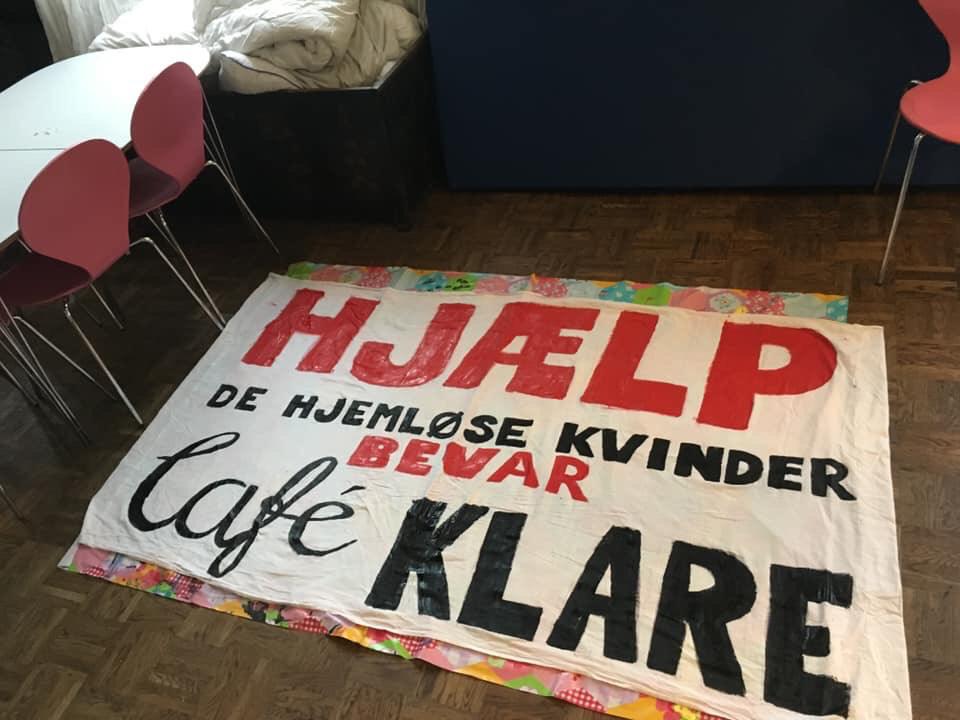 HJÆLP
DE HJEMLØSE KVINDER
BEVAR
Café KLARE